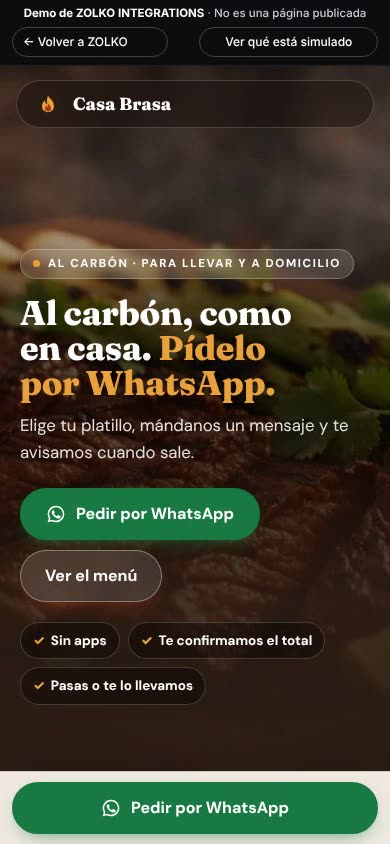 Demo de ZOLKO INTEGRATIONS · No es una página publicada
← Volver a ZOLKO
Ver qué está simulado
Casa Brasa
AL CARBÓN · PARA LLEVAR Y A DOMICILIO
Al carbón, como
en casa. Pídelo
por WhatsApp.
Elige tu platillo, mándanos un mensaje y te
avisamos cuando sale.
Pedir por WhatsApp
Ver el menú
✓ Sin apps
✓ Te confirmamos el total
✓ Pasas o te lo llevamos
Pedir por WhatsApp